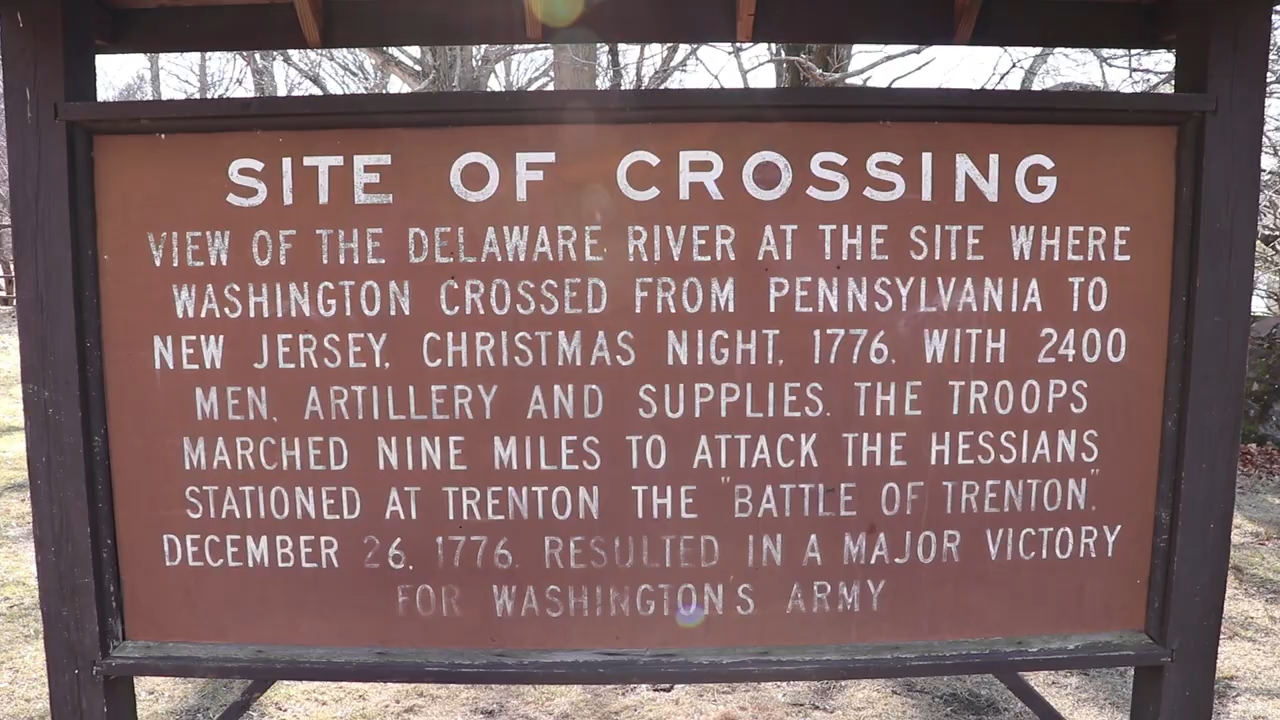 SITE OF CROSSING
VIEW OF THE DELAWARE RIVER AT THE SITE WHERE
WASHINGTON CROSSED FROM PENNSYLVANIA TO
NEW JERSEY, CHRISTMAS NIGHT, 1776, WITH 2400
MEN, ARTILLERY AND SUPPLIES. THE TROOPS
MARCHED NINE MILES TO ATTACK THE HESSIANS
STATIONED AT TRENTON THE "BATTLE OF TRENTON",
DECEMBER 26, 1776, RESULTED IN A MAJOR VICTORY
FOR WASHINGTON'S ARMY